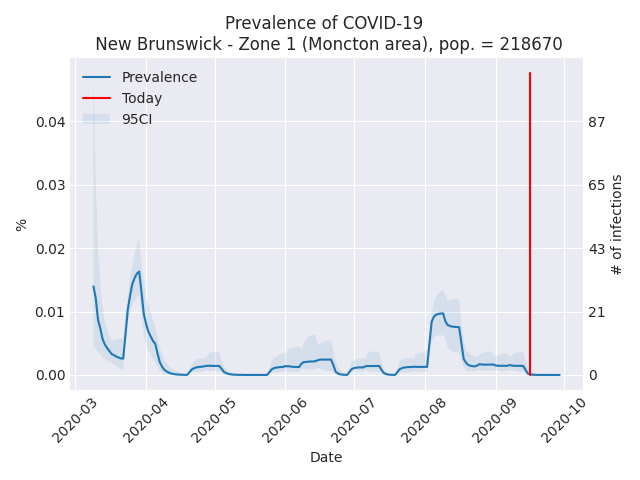 Prevalence of COVID-19
New Brunswick - Zone 1 (Moncton area), pop. = 218670
Prevalence
Today
95CI
0.04
0.03
0.02
0.01
0.00
%
87
65
43
21
0
# of infections
2020-03
2020-04
2020-05
2020-06
2020-07
2020-08
2020-09
2020-10
Date